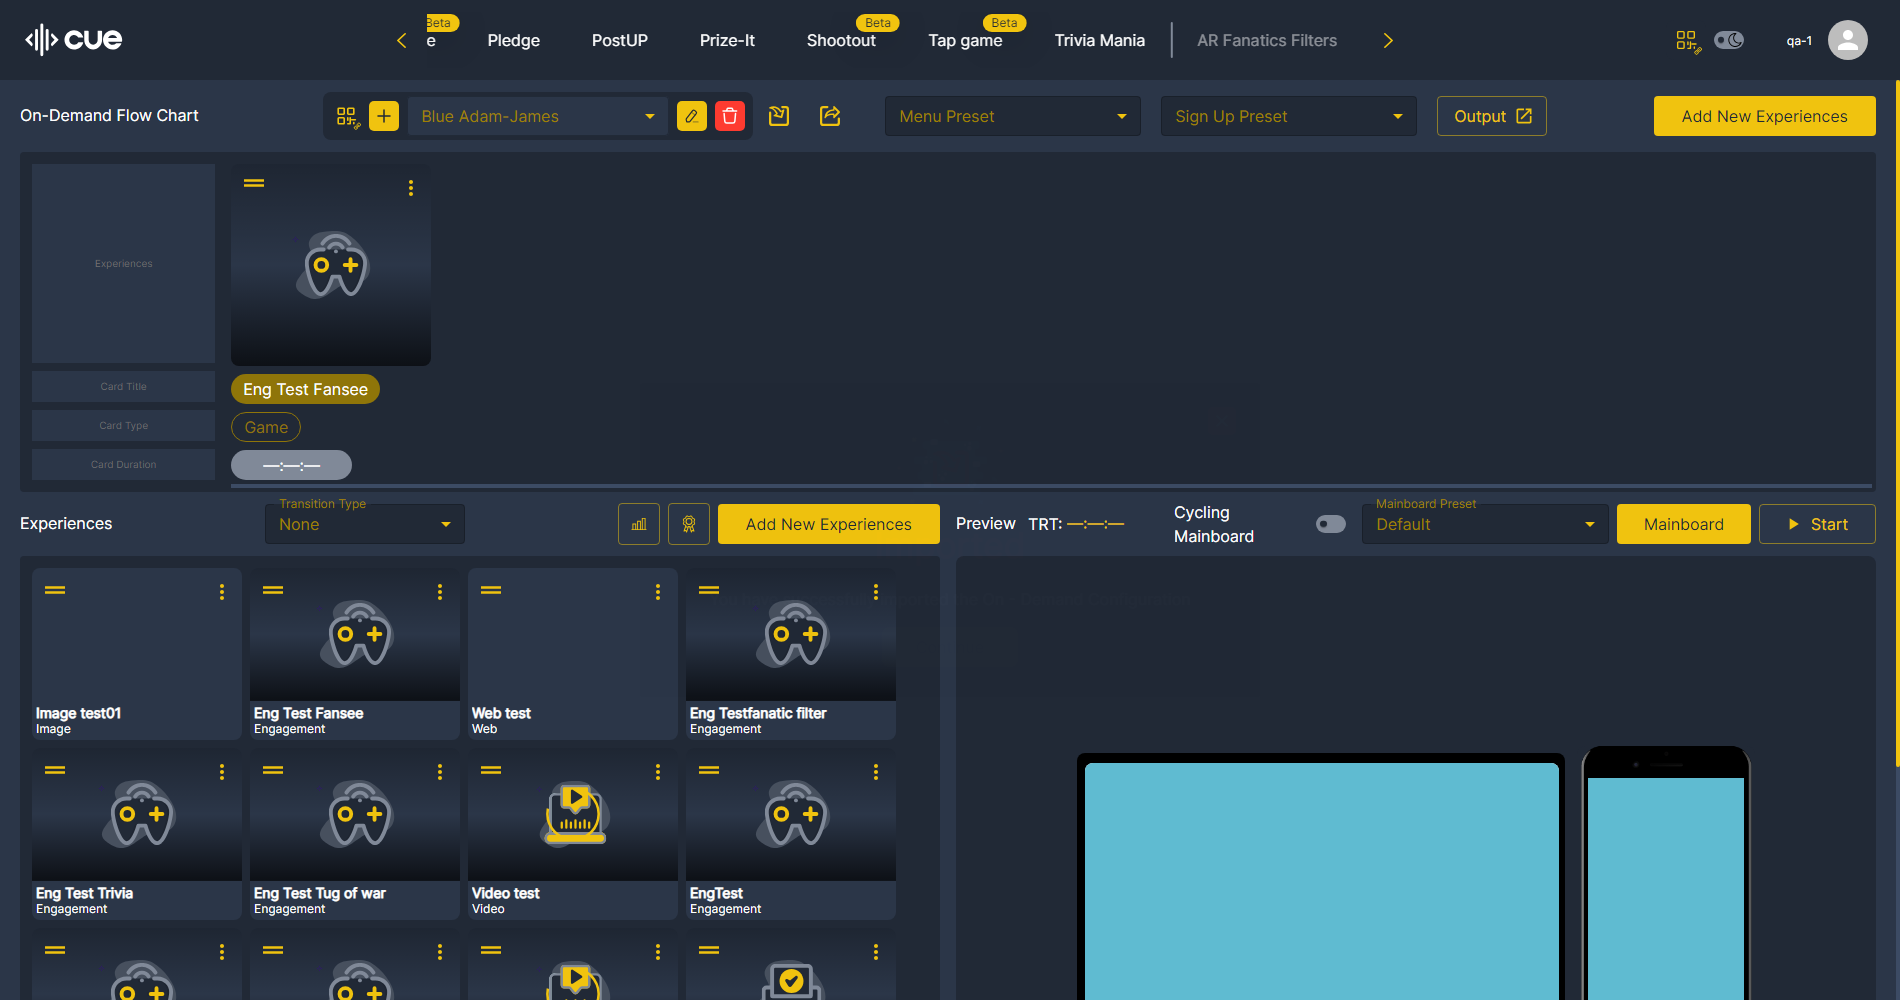 cue
Beta
e
Pledge
PostUP
Prize-It
Beta
Shootout
Beta
Tap game
Trivia Mania
AR Fanatics Filters
qa-1
On-Demand Flow Chart
Blue Adam-James
Menu Preset
Sign Up Preset
Output
Add New Experiences
Experiences
Card Title
Card Type
Card Duration
Eng Test Fansee
Game
—:—:—
Experiences
Transition Type
None
Add New Experiences
Preview
TRT: —:—:—
Cycling
Mainboard
Mainboard Preset
Default
Mainboard
Start
Image test01
Image
Eng Test Fansee
Engagement
Web test
Web
Eng Testfanatic filter
Engagement
Eng Test Trivia
Engagement
Eng Test Tug of war
Engagement
Video test
Video
EngTest
Engagement